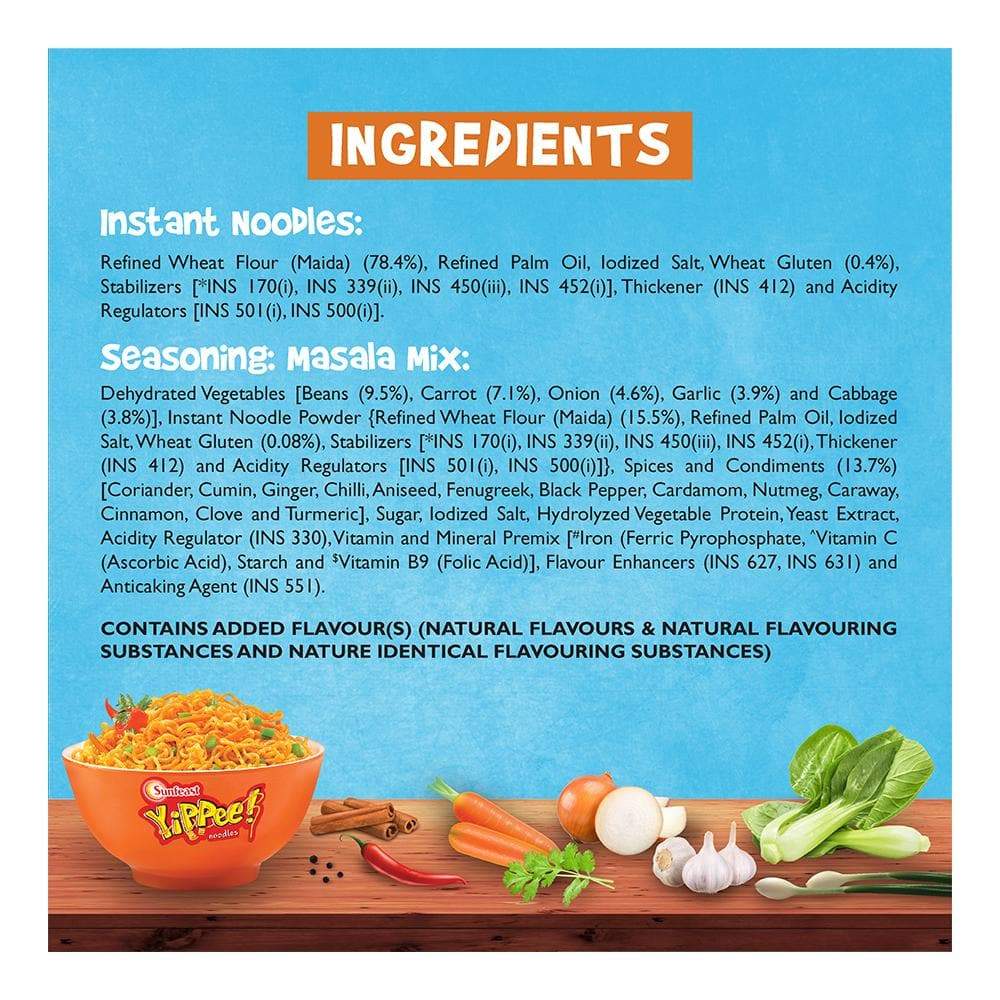 INGREDIENTS
Instant Noodles:
Refined Wheat Flour (Maida) (78.4%), Refined Palm Oil, Iodized Salt, Wheat Gluten (0.4%),
Stabilizers [*INS 170(i), INS 339(ii), INS 450(iii), INS 452(i)], Thickener (INS 412) and Acidity
Regulators [INS 501(i), INS 500(i)].
Seasoning: Masala Mix:
Dehydrated Vegetables [Beans (9.5%), Carrot (7.1%), Onion (4.6%), Garlic (3.9%) and Cabbage
(3.8%)], Instant Noodle Powder {Refined Wheat Flour (Maida) (15.5%), Refined Palm Oil, Iodized
Salt, Wheat Gluten (0.08%), Stabilizers [*INS 170(i), INS 339(ii), INS 450(iii), INS 452(i), Thickener
(INS 412) and Acidity Regulators [INS 501(i), INS 500(i)]}, Spices and Condiments (13.7%)
[Coriander, Cumin, Ginger, Chilli, Aniseed, Fenugreek, Black Pepper, Cardamom, Nutmeg, Caraway,
Cinnamon, Clove and Turmeric], Sugar, Iodized Salt, Hydrolyzed Vegetable Protein, Yeast Extract,
Acidity Regulator (INS 330), Vitamin and Mineral Premix [#Iron (Ferric Pyrophosphate, ^Vitamin C
(Ascorbic Acid), Starch and $Vitamin B9 (Folic Acid)], Flavour Enhancers (INS 627, INS 631) and
Anticaking Agent (INS 551).
CONTAINS ADDED FLAVOUR(S) (NATURAL FLAVOURS & NATURAL FLAVOURING
SUBSTANCES AND NATURE IDENTICAL FLAVOURING SUBSTANCES)
Sunfeast
YiPPee!
noodles